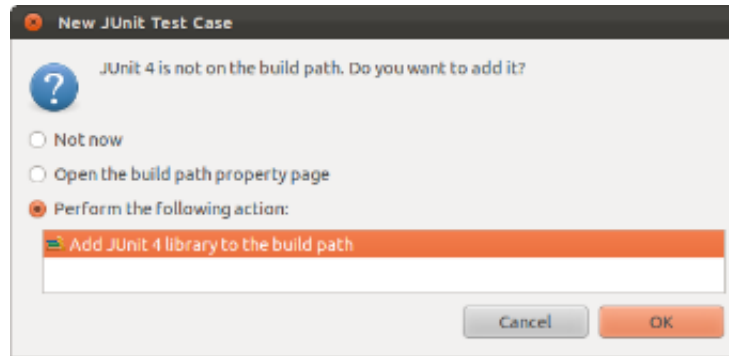 New JUnit Test Case
JUnit 4 is not on the build path. Do you want to add it?
?
Not now
Open the build path property page
Perform the following action:
Add JUnit 4 library to the build path
Cancel
OK